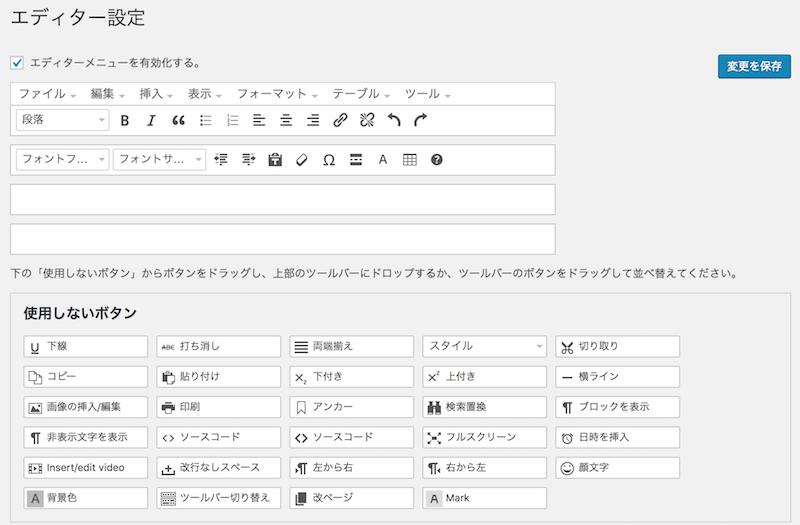 エディター設定
エディターメニューを有効化する。
変更を保存
ファイル 編集 挿入 表示 フォーマット テーブル ツール
段落
フォントフ... フォントサ...
下の「使用しないボタン」からボタンをドラッグし、上部のツールバーにドロップするか、ツールバーのボタンをドラッグして並べ替えてください。
使用しないボタン
下線 ABC 打ち消し 両端揃え スタイル 切り取り
コピー 貼り付け 下付き 上付き 横ライン
画像の挿入/編集 印刷 アンカー 検索置換 ブロックを表示
非表示文字を表示 ソースコード ソースコード フルスクリーン 日時を挿入
Insert/edit video 改行なしスペース 左から右 右から左 顔文字
背景色 ツールバー切り替え 改ページ Mark